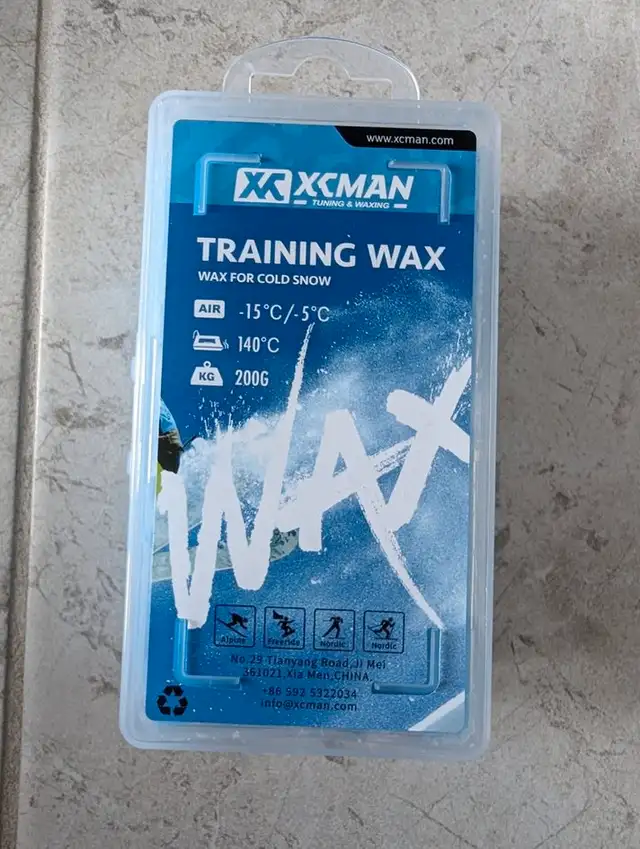 www.xcman.com
XCMAN
TUNING & WAXING
TRAINING WAX
WAX FOR COLD SNOW
AIR -15°C/-5°C
140°C
KG 200G
WAX
Alpine Freeride Nordic Nordic
No.29 Tianyang Road,Ji Mei
361021,Xia Men,CHINA.
+86 592 5322034
info@xcman.com